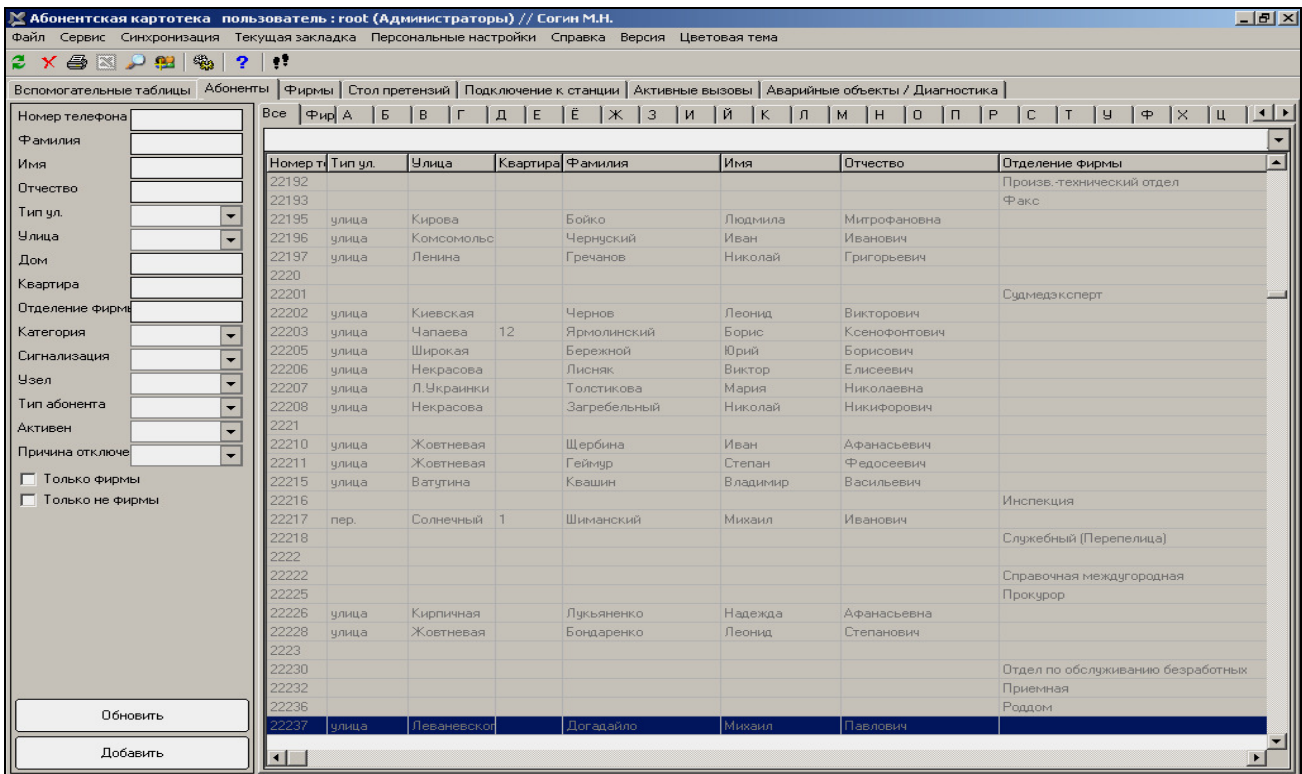 Абонентская картотека пользователь : root (Администраторы) // Согин М.Н.
Файл Сервис Синхронизация Текущая закладка Персональные настройки Справка Версия Цветовая тема
Вспомогательные таблицы Абоненты Фирмы Стол претензий Подключение к станции Активные вызовы Аварийные объекты / Диагностика
Все Фир А Б В Г Д Е Ё Ж З И Й К Л М Н О П Р С Т У Ф Х Ц
Номер телефона
Фамилия
Имя
Отчество
Тип ул.
Улица
Дом
Квартира
Отделение фирмы
Категория
Сигнализация
Узел
Тип абонента
Активен
Причина отключе
Только фирмы
Только не фирмы
Обновить
Добавить
Номер т Тип ул. Улица Квартира Фамилия Имя Отчество Отделение фирмы
22192 Произв.-технический отдел
22193 Факс
22195 улица Кирова Бойко Людмила Митрофановна
22196 улица Комсомольс Чернуский Иван Иванович
22197 улица Ленина Гречанов Николай Григорьевич
2220
22201 Судмедэксперт
22202 улица Киевская Чернов Леонид Викторович
22203 улица Чапаева 12 Ярмолинский Борис Ксенофонтович
22205 улица Широкая Бережной Юрий Борисович
22206 улица Некрасова Лисняк Виктор Елисеевич
22207 улица Л.Украинки Толстикова Мария Николаевна
22208 улица Некрасова Загребельный Николай Никифорович
2221
22210 улица Жовтневая Щербина Иван Афанасьевич
22211 улица Жовтневая Геймур Степан Федосеевич
22215 улица Ватутина Квашин Владимир Васильевич
22216 Инспекция
22217 пер. Солнечный 1 Шиманский Михаил Иванович
22218 Служебный (Перепелица)
2222
22222 Справочная междугородная
22225 Прокурор
22226 улица Кирпичная Лукьяненко Надежда Афанасьевна
22228 улица Жовтневая Бондаренко Леонид Степанович
2223
22230 Отдел по обслуживанию безработных
22232 Приемная
22236 Роддом
22237 улица Леваневског Догадайло Михаил Павлович